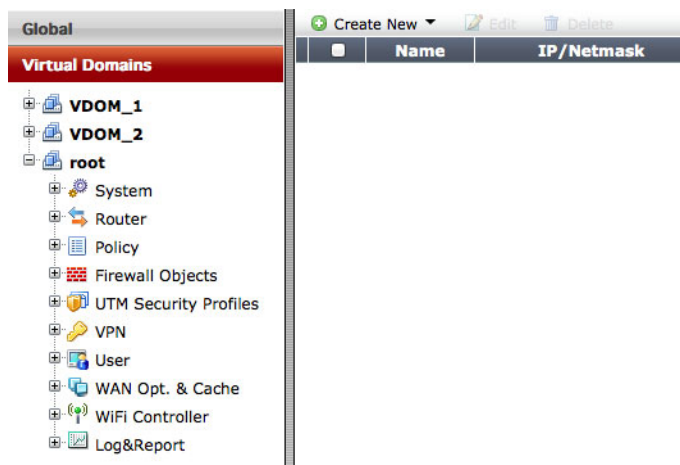 Global
Virtual Domains
VDOM_1
VDOM_2
root
System
Router
Policy
Firewall Objects
UTM Security Profiles
VPN
User
WAN Opt. & Cache
WiFi Controller
Log&Report
Create New Edit Delete
Name IP/Netmask